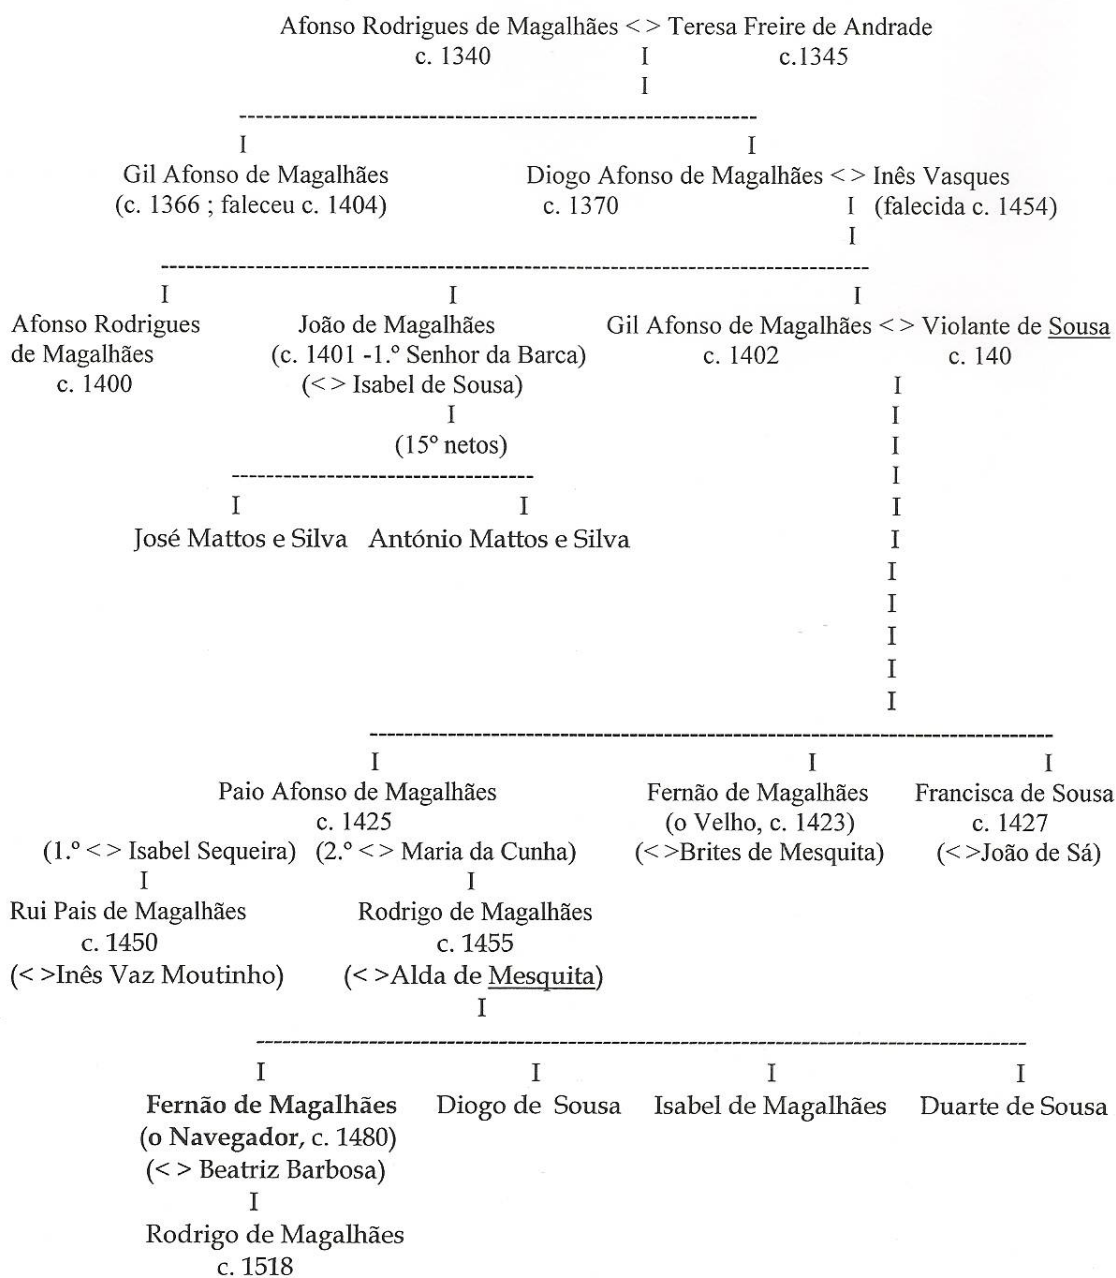 Afonso Rodrigues de Magalhães < > Teresa Freire de Andrade
c. 1340 I c.1345
I
------------------------------------------------------------
I I
Gil Afonso de Magalhães Diogo Afonso de Magalhães < > Inês Vasques
(c. 1366 ; faleceu c. 1404) c. 1370 I (falecida c. 1454)
I
------------------------------------------------------------
I I I
Afonso Rodrigues João de Magalhães Gil Afonso de Magalhães < > Violante de Sousa
de Magalhães (c. 1401 -1.º Senhor da Barca) c. 1402 c. 140
c. 1400 (< > Isabel de Sousa) I
I I
(15º netos) I
----------------------------------- I
I I I
José Mattos e Silva António Mattos e Silva I
I
I
I
I
I
------------------------------------------------------------
I I I
Paio Afonso de Magalhães Fernão de Magalhães Francisca de Sousa
c. 1425 (o Velho, c. 1423) c. 1427
(1.º < > Isabel Sequeira) (2.º < > Maria da Cunha) (< >Brites de Mesquita) (< >João de Sá)
I I
Rui Pais de Magalhães Rodrigo de Magalhães
c. 1450 c. 1455
(< >Inês Vaz Moutinho) (< >Alda de Mesquita)
I
------------------------------------------------------------
I I I I
Fernão de Magalhães Diogo de Sousa Isabel de Magalhães Duarte de Sousa
(o Navegador, c. 1480)
(< > Beatriz Barbosa)
I
Rodrigo de Magalhães
c. 1518